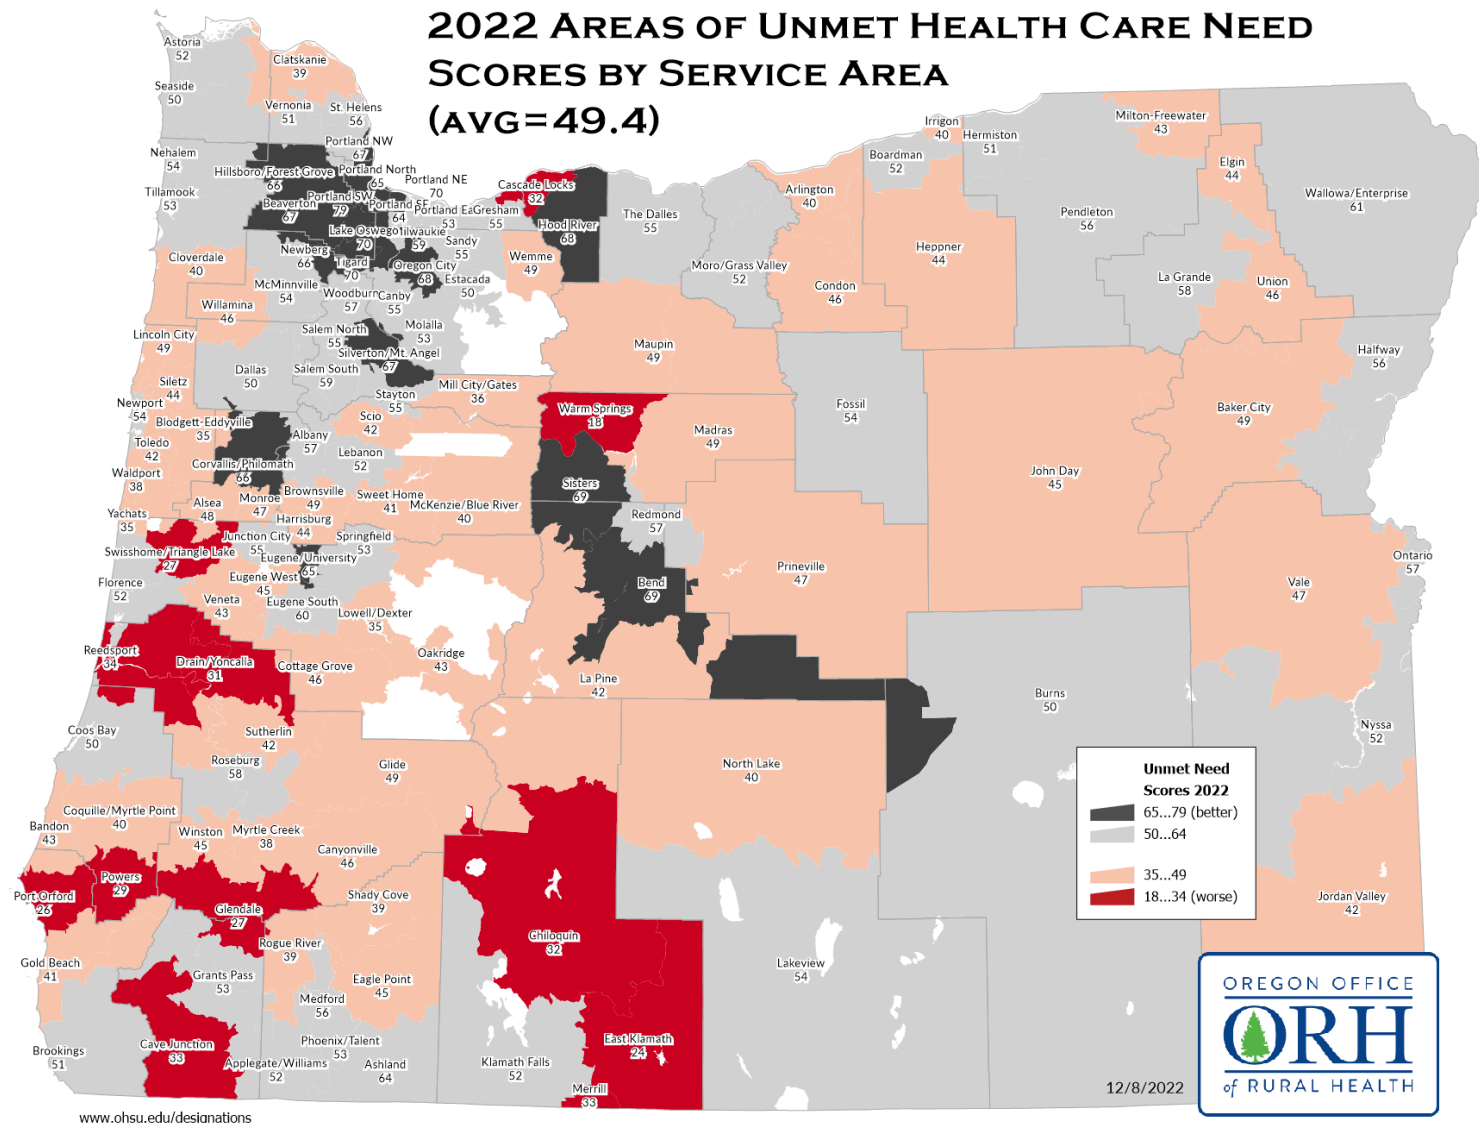 2022 Areas of Unmet Health Care Need
Scores by Service Area
(avg=49.4)
Astoria
52
Clatskanie
39
Seaside
50
Vernonia
51
St. Helens
56
Portland NW
67
Nehalem
54
Hillsboro/Forest Grove
66
Portland North
65
Portland NE
70
Tillamook
53
Beaverton
67
Portland SW
79
Portland SE
64
Portland Ea
53
Gresham
55
Cascade Locks
32
Hood River
68
The Dalles
55
Lake Oswego
70
ilwaukie
59
Sandy
55
Newberg
66
Tigard
70
Oregon City
68
Wemme
49
Estacada
50
Cloverdale
40
McMinnville
54
Woodburn
57
Canby
55
Willamina
46
Molalla
53
Lincoln City
49
Salem North
55
Silverton/Mt. Angel
67
Dallas
50
Salem South
59
Siletz
44
Stayton
55
Mill City/Gates
36
Newport
54
Blodgett-Eddyville
35
Scio
42
Albany
57
Toledo
42
Lebanon
52
Corvallis/Philomath
66
Waldport
38
Alsea
48
Monroe
47
Brownsville
49
Sweet Home
41
McKenzie/Blue River
40
Yachats
35
Harrisburg
44
Junction City
55
Springfield
53
Swisshome/Triangle Lake
27
Eugene/University
65
Eugene West
45
Florence
52
Veneta
43
Eugene South
60
Lowell/Dexter
35
Reedsport
34
Drain/Yoncalla
31
Cottage Grove
46
Oakridge
43
Coos Bay
50
Sutherlin
42
Roseburg
58
Glide
49
Coquille/Myrtle Point
40
Bandon
43
Winston
45
Myrtle Creek
38
Canyonville
46
Powers
29
Port Orford
26
Glendale
27
Shady Cove
39
Rogue River
39
Gold Beach
41
Grants Pass
53
Eagle Point
45
Medford
56
Brookings
51
Cave Junction
33
Phoenix/Talent
53
Applegate/Williams
52
Ashland
64
Klamath Falls
52
Merrill
33
East Klamath
24
Chiloquin
32
Lakeview
54
North Lake
40
La Pine
42
Bend
69
Redmond
57
Sisters
69
Warm Springs
18
Madras
49
Maupin
49
Prineville
47
Moro/Grass Valley
52
Arlington
40
Condon
46
Fossil
54
Boardman
52
Irrigon
40
Hermiston
51
Heppner
44
Pendleton
56
Milton-Freewater
43
Elgin
44
Wallowa/Enterprise
61
La Grande
58
Union
46
Halfway
56
Baker City
49
John Day
45
Ontario
57
Vale
47
Burns
50
Nyssa
52
Jordan Valley
42
Unmet Need
Scores 2022
65...79 (better)
50...64
35...49
18...34 (worse)
12/8/2022
OREGON OFFICE
ORH
of RURAL HEALTH
www.ohsu.edu/designations